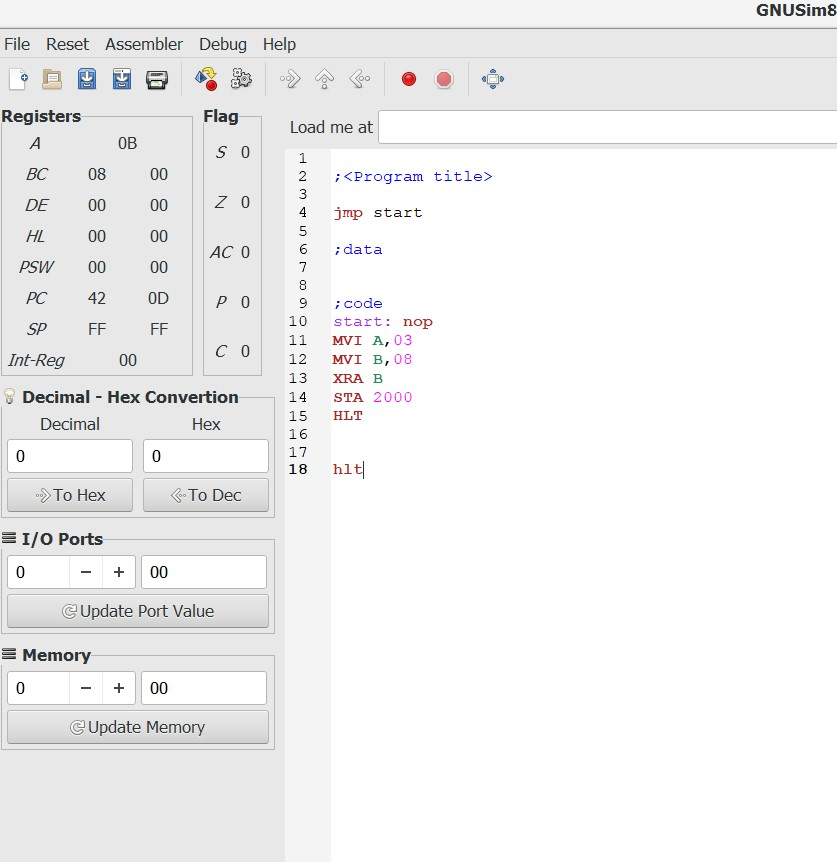 GNUSim8
File Reset Assembler Debug Help
Registers
A 0B
BC 08 00
DE 00 00
HL 00 00
PSW 00 00
PC 42 0D
SP FF FF
Int-Reg 00
Flag
S 0
Z 0
AC 0
P 0
C 0
Decimal - Hex Convertion
Decimal Hex
0 0
To Hex To Dec
I/O Ports
0 − + 00
Update Port Value
Memory
0 − + 00
Update Memory
Load me at
1
2 ;<Program title>
3
4 jmp start
5
6 ;data
7
8
9 ;code
10 start: nop
11 MVI A,03
12 MVI B,08
13 XRA B
14 STA 2000
15 HLT
16
17
18 hlt